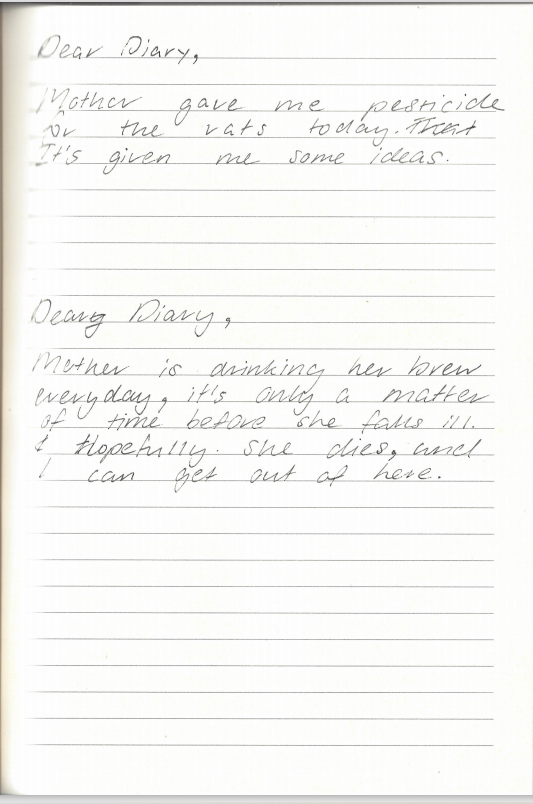 Dear Diary,
Mother gave me pesticide
for the rats today. That
It's given me some ideas.
Deary Diary,
Mother is drinking her brew
everyday, it's only a matter
of time before she falls ill.
I Hopefully. she dies, and
I can get out of here.